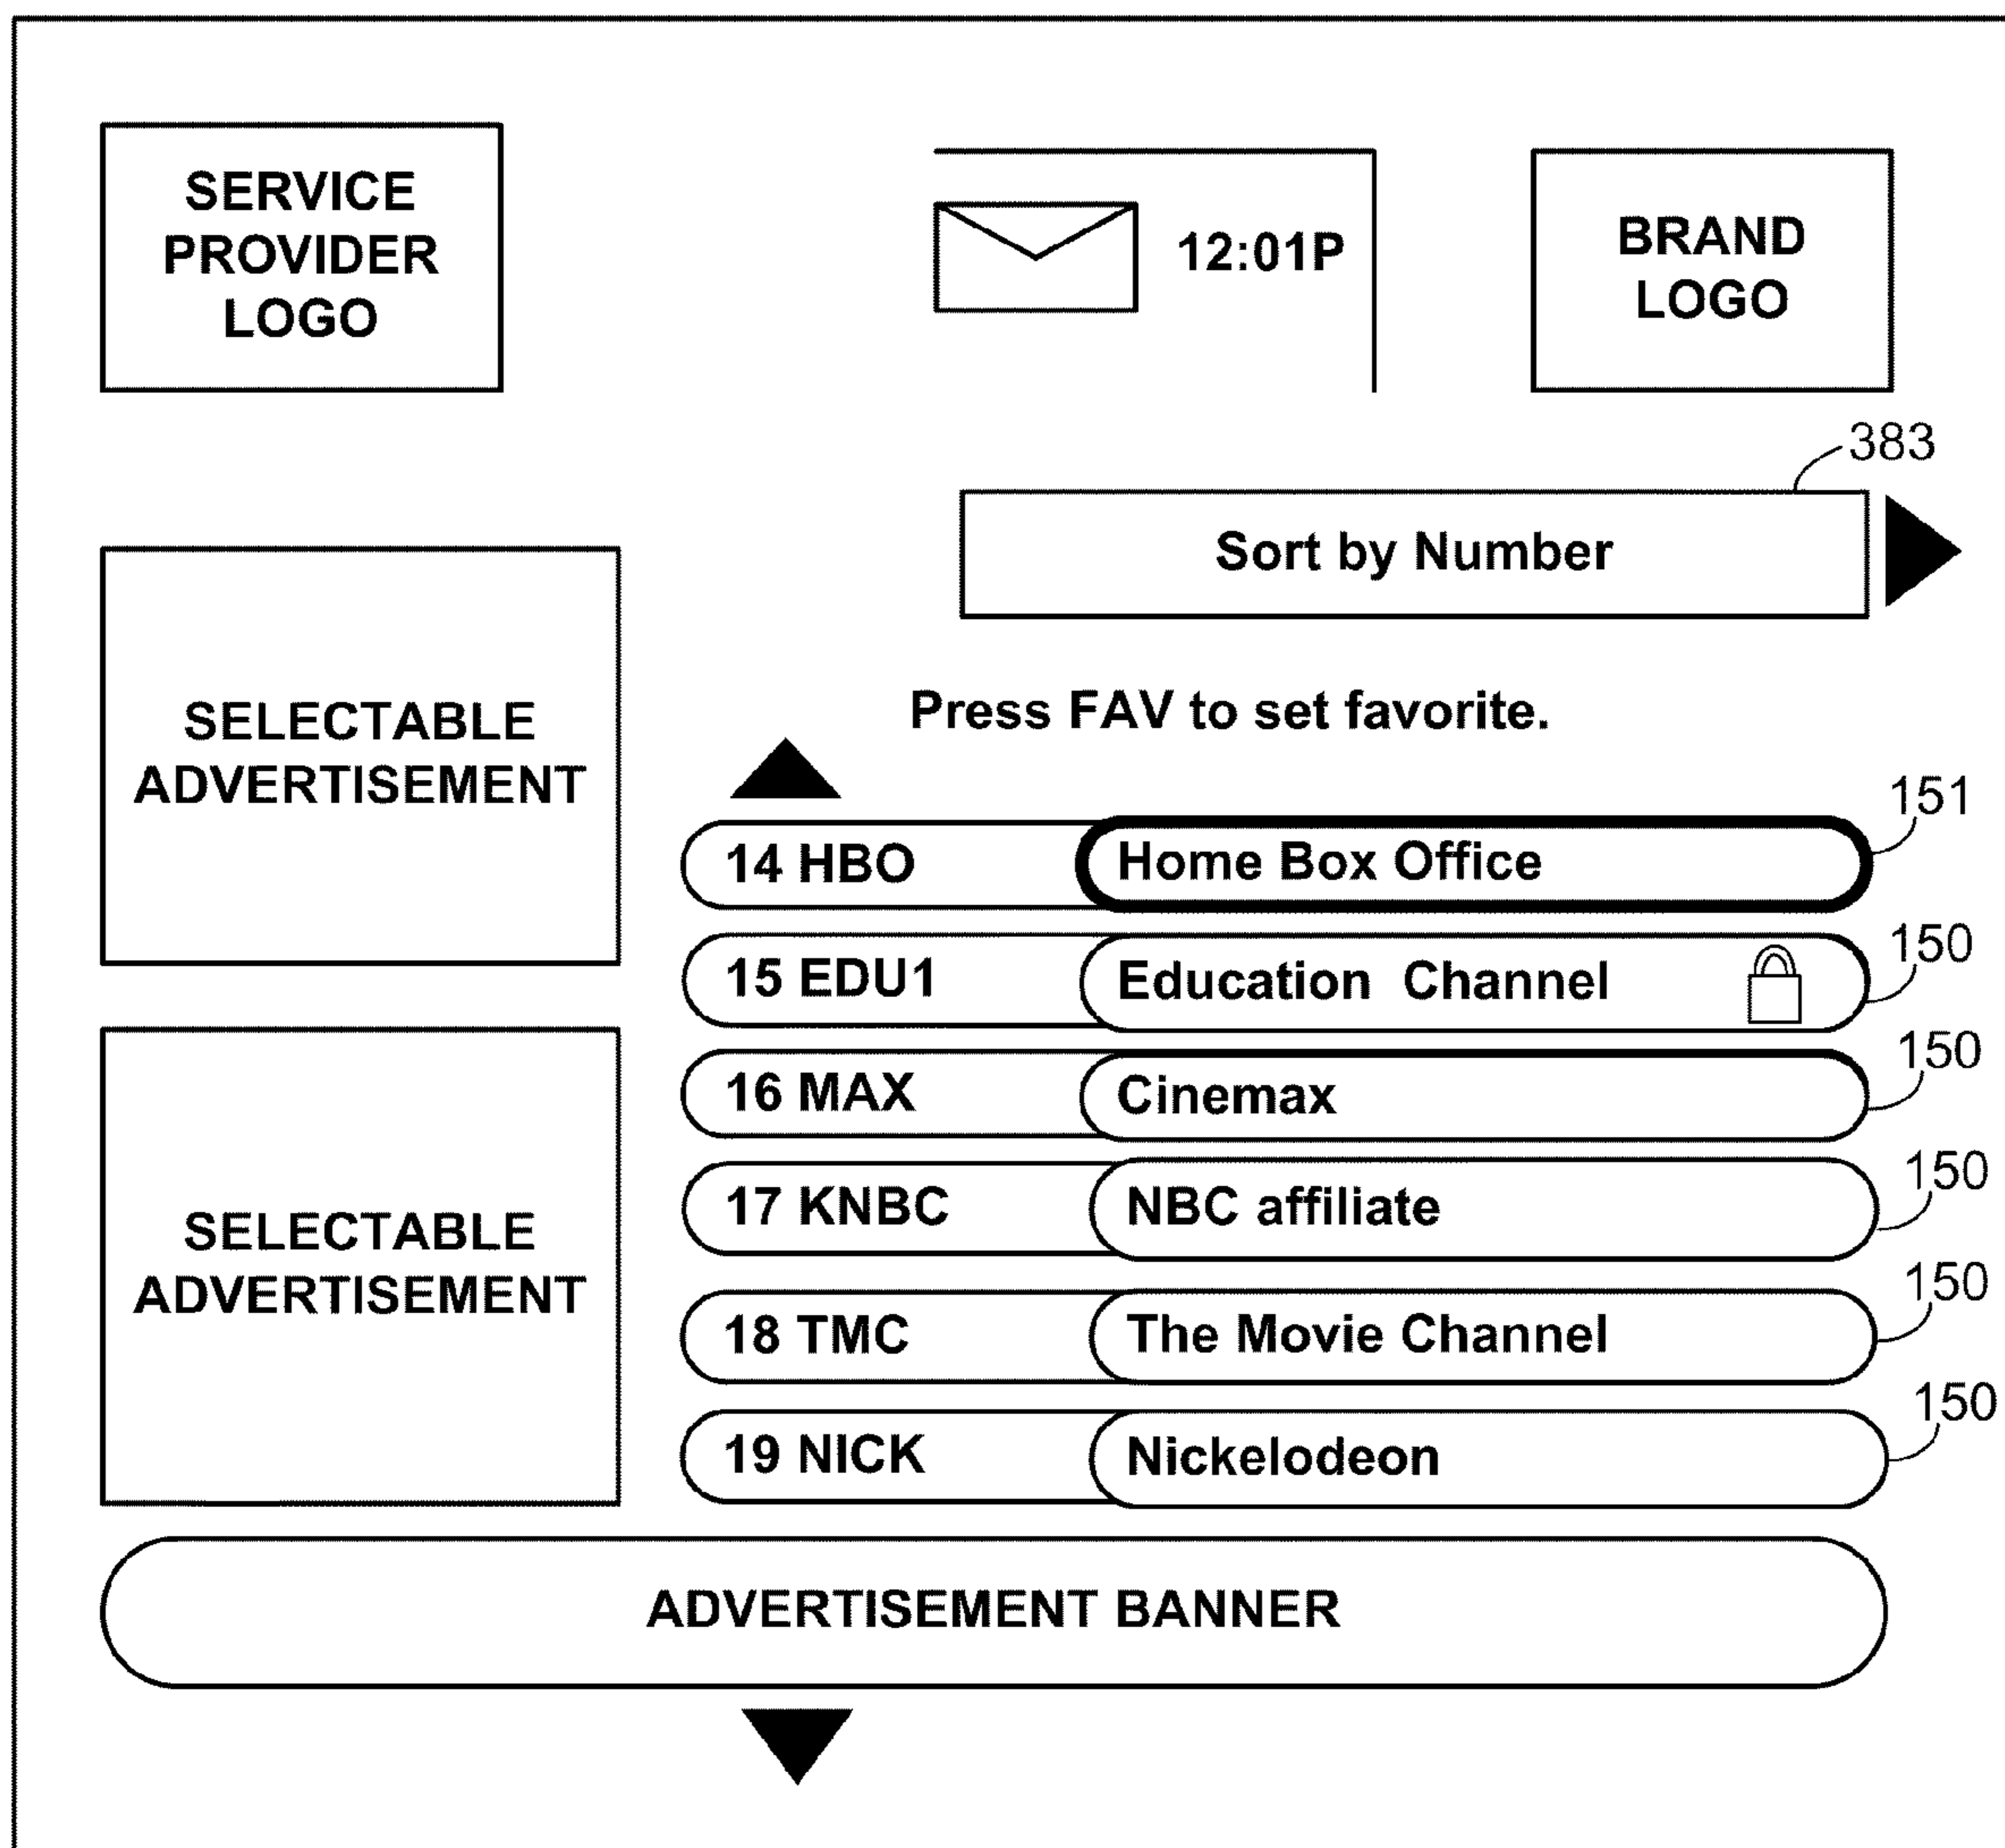 SERVICE
PROVIDER
LOGO
12:01P
BRAND
LOGO
383
Sort by Number
SELECTABLE
ADVERTISEMENT
Press FAV to set favorite.
151
14 HBO Home Box Office
150
15 EDU1 Education Channel
150
16 MAX Cinemax
150
17 KNBC NBC affiliate
150
18 TMC The Movie Channel
150
19 NICK Nickelodeon
SELECTABLE
ADVERTISEMENT
ADVERTISEMENT BANNER